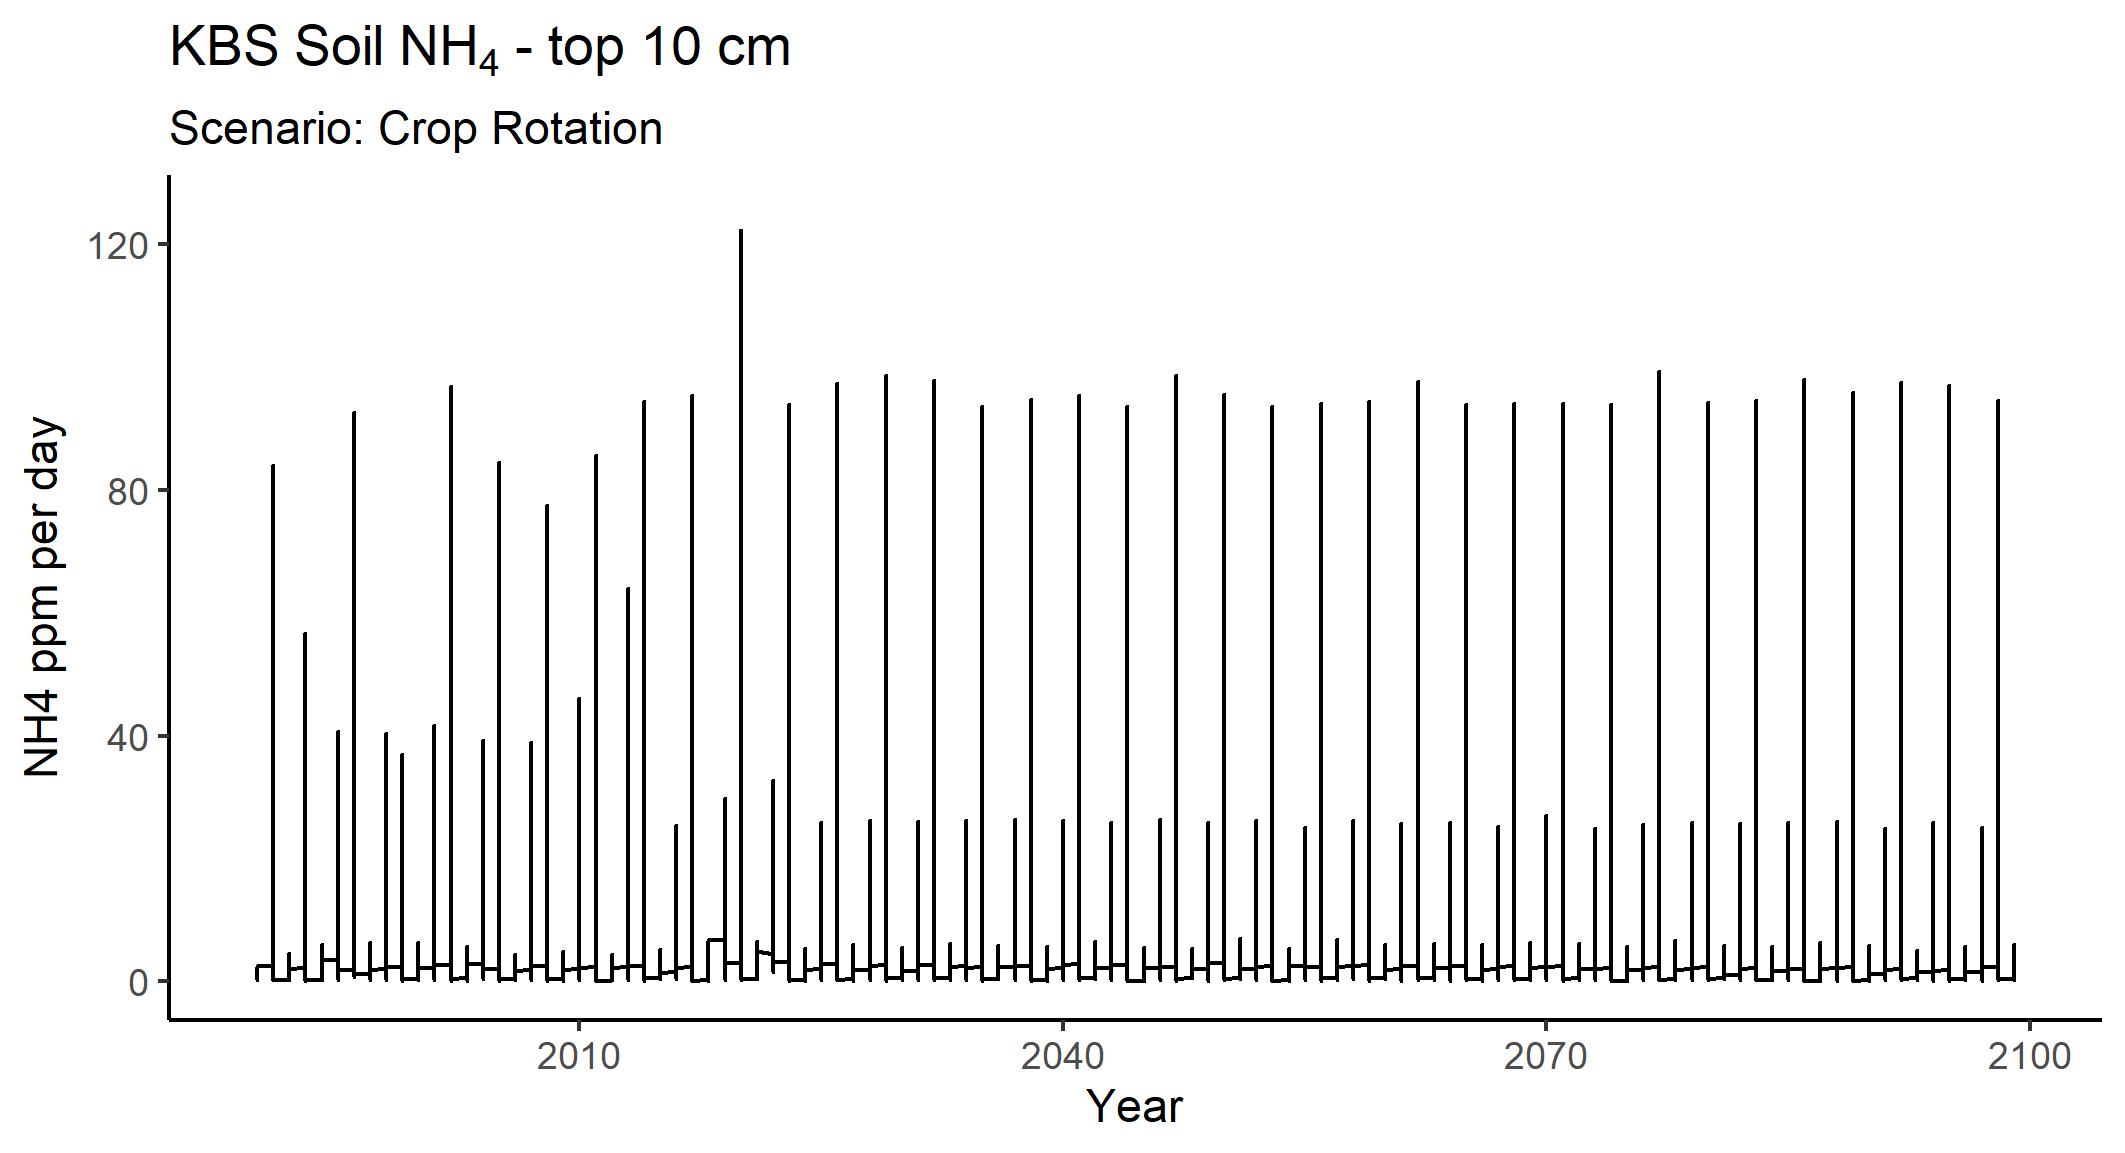 KBS Soil NH₄ - top 10 cm
Scenario: Crop Rotation
NH4 ppm per day
120
80
40
0
2010 2040 2070 2100
Year